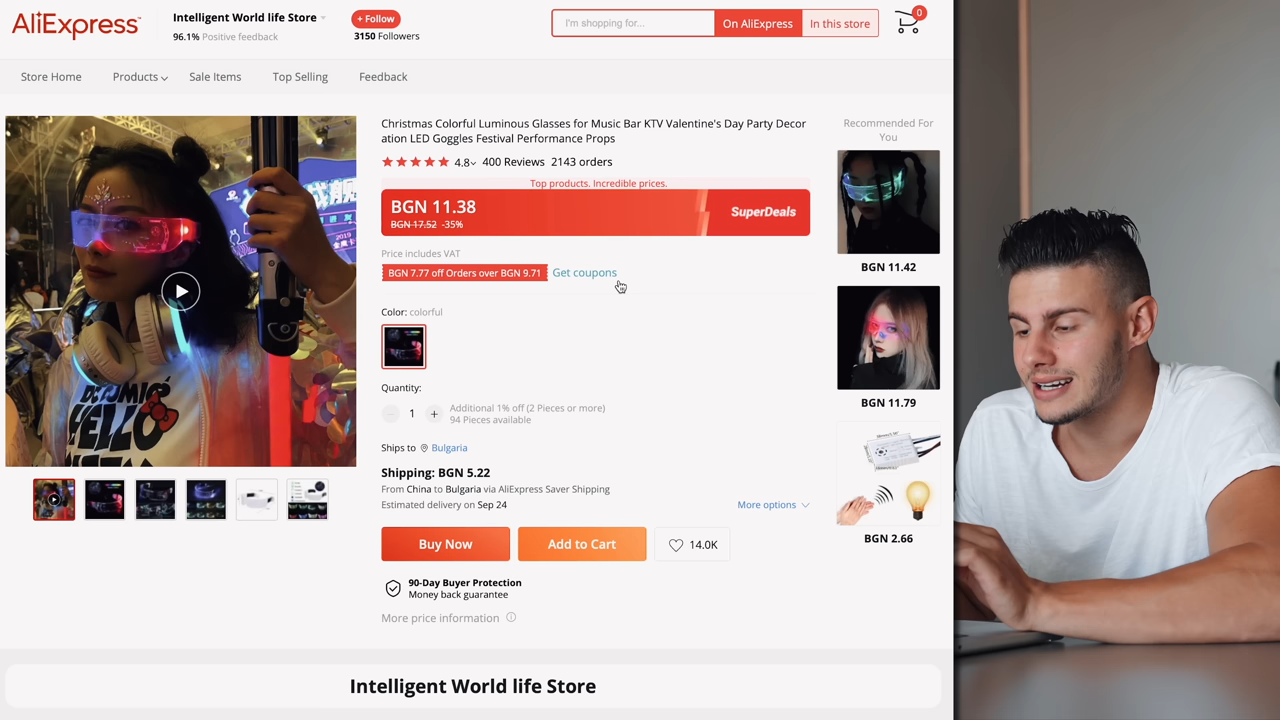 AliExpress
Intelligent World life Store
96.1% Positive feedback
+ Follow
3150 Followers
I'm shopping for...
On AliExpress
In this store
0
Store Home
Products
Sale Items
Top Selling
Feedback
Christmas Colorful Luminous Glasses for Music Bar KTV Valentine's Day Party Decor
ation LED Goggles Festival Performance Props
4.8
400 Reviews
2143 orders
Top products. Incredible prices.
BGN 11.38
BGN 17.52 -35%
SuperDeals
Price includes VAT
BGN 7.77 off Orders over BGN 9.71
Get coupons
Color: colorful
Quantity:
1
Additional 1% off (2 Pieces or more)
94 Pieces available
Ships to
Bulgaria
Shipping: BGN 5.22
From China to Bulgaria via AliExpress Saver Shipping
Estimated delivery on Sep 24
More options
Buy Now
Add to Cart
14.0K
90-Day Buyer Protection
Money back guarantee
More price information
Recommended For
You
BGN 11.42
BGN 11.79
BGN 2.66
2019
HELLO
Intelligent World life Store